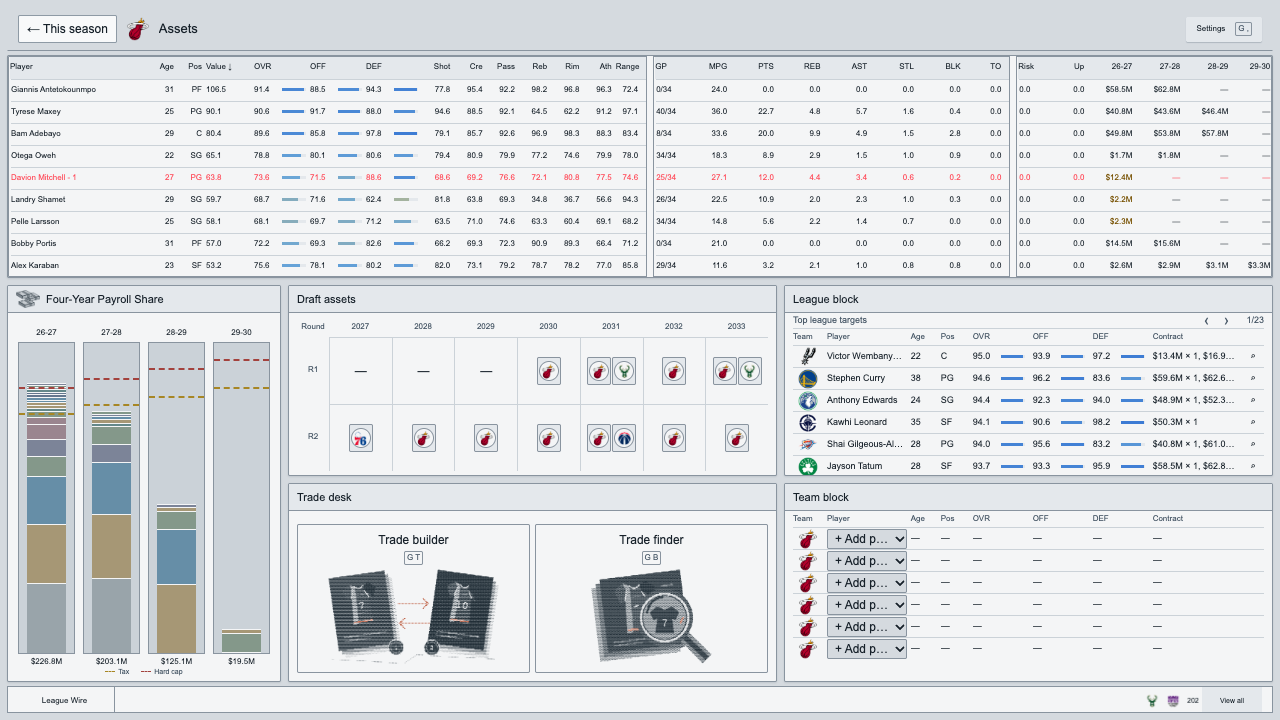 ← This season Assets Settings G ,
Player Age Pos Value ↓ OVR OFF DEF Shot Cre Pass Reb Rim Ath Range GP MPG PTS REB AST STL BLK TO Risk Up 26-27 27-28 28-29 29-30
Giannis Antetokounmpo 31 PF 106.5 91.4 88.5 94.3 77.8 95.4 92.2 98.2 96.8 96.3 72.4 0/34 24.0 0.0 0.0 0.0 0.0 0.0 0.0 0.0 0.0 $58.5M $62.8M — —
Tyrese Maxey 25 PG 90.1 90.6 91.7 88.0 94.6 88.5 92.1 64.5 62.2 91.2 97.1 40/34 36.0 22.7 4.8 5.7 1.6 0.4 0.0 0.0 0.0 $40.8M $43.6M $46.4M —
Bam Adebayo 29 C 80.4 89.6 85.8 97.8 79.1 85.7 92.6 96.9 98.3 88.3 83.4 8/34 33.6 20.0 9.9 4.9 1.5 2.8 0.0 0.0 0.0 $49.8M $53.8M $57.8M —
Otega Oweh 22 SG 65.1 78.8 80.1 80.6 79.4 80.9 79.9 77.2 74.6 79.9 78.0 34/34 18.3 8.9 2.9 1.5 1.0 0.9 0.0 0.0 0.0 $1.7M $1.8M — —
Davion Mitchell - 1 27 PG 63.8 73.6 71.5 88.6 68.6 69.2 76.6 72.1 80.8 77.5 74.6 25/34 27.1 12.0 4.4 3.4 0.6 0.2 0.0 0.0 0.0 $12.4M — — —
Landry Shamet 29 SG 59.7 68.7 71.6 62.4 81.8 63.8 69.3 34.8 36.7 56.6 94.3 26/34 22.5 10.9 2.0 2.3 1.0 0.3 0.0 0.0 0.0 $2.2M — — —
Pelle Larsson 25 SG 58.1 68.1 69.7 71.2 63.5 71.0 74.6 63.3 60.4 69.1 68.2 34/34 14.8 5.6 2.2 1.4 0.7 0.0 0.0 0.0 0.0 $2.3M — — —
Bobby Portis 31 PF 57.0 72.2 69.3 82.6 66.2 69.3 72.3 90.9 89.3 66.4 71.2 0/34 21.0 0.0 0.0 0.0 0.0 0.0 0.0 0.0 0.0 $14.5M $15.6M — —
Alex Karaban 23 SF 53.2 75.6 78.1 80.2 82.0 73.1 79.2 78.7 78.2 77.0 85.8 29/34 11.6 3.2 2.1 1.0 0.8 0.8 0.0 0.0 0.0 $2.6M $2.9M $3.1M $3.3M
Four-Year Payroll Share
26-27 27-28 28-29 29-30
$226.8M $203.1M $125.1M $19.5M
Tax Hard cap
Draft assets
Round 2027 2028 2029 2030 2031 2032 2033
R1 — — —
R2
League block
Top league targets ‹ › 1/23
Team Player Age Pos OVR OFF DEF Contract
Victor Wembany... 22 C 95.0 93.9 97.2 $13.4M × 1, $16.9...
Stephen Curry 38 PG 94.6 96.2 83.6 $59.6M × 1, $62.6...
Anthony Edwards 24 SG 94.4 92.3 94.0 $48.9M × 1, $52.3...
Kawhi Leonard 35 SF 94.1 90.6 98.2 $50.3M × 1
Shai Gilgeous-Al... 28 PG 94.0 95.6 83.2 $40.8M × 1, $61.0...
Jayson Tatum 28 SF 93.7 93.3 95.9 $58.5M × 1, $62.8...
Trade desk
Trade builder
G T
Trade finder
G B
Team block
Team Player Age Pos OVR OFF DEF Contract
+ Add p... — — — — — —
+ Add p... — — — — — —
+ Add p... — — — — — —
+ Add p... — — — — — —
+ Add p... — — — — — —
+ Add p... — — — — — —
League Wire 202 View all